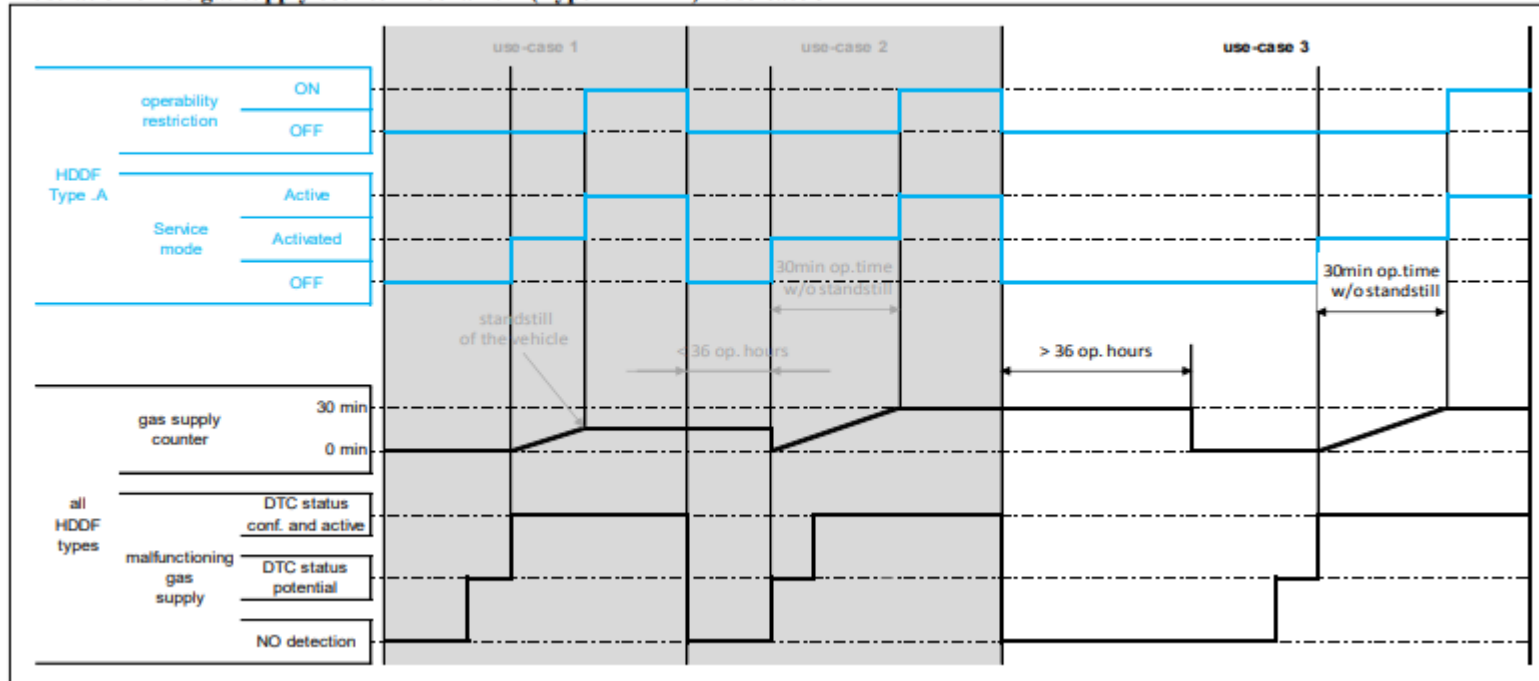 use-case 1
use-case 2
use-case 3
HDDF
Type .A
operability
restriction
ON
OFF
Service
mode
Active
Activated
OFF
30min op.time
w/o standstill
30min op.time
w/o standstill
standstill
of the vehicle
< 36 op. hours
> 36 op. hours
all
HDDF
types
gas supply
counter
30 min
0 min
malfunctioning
gas
supply
DTC status
conf. and active
DTC status
potential
NO detection